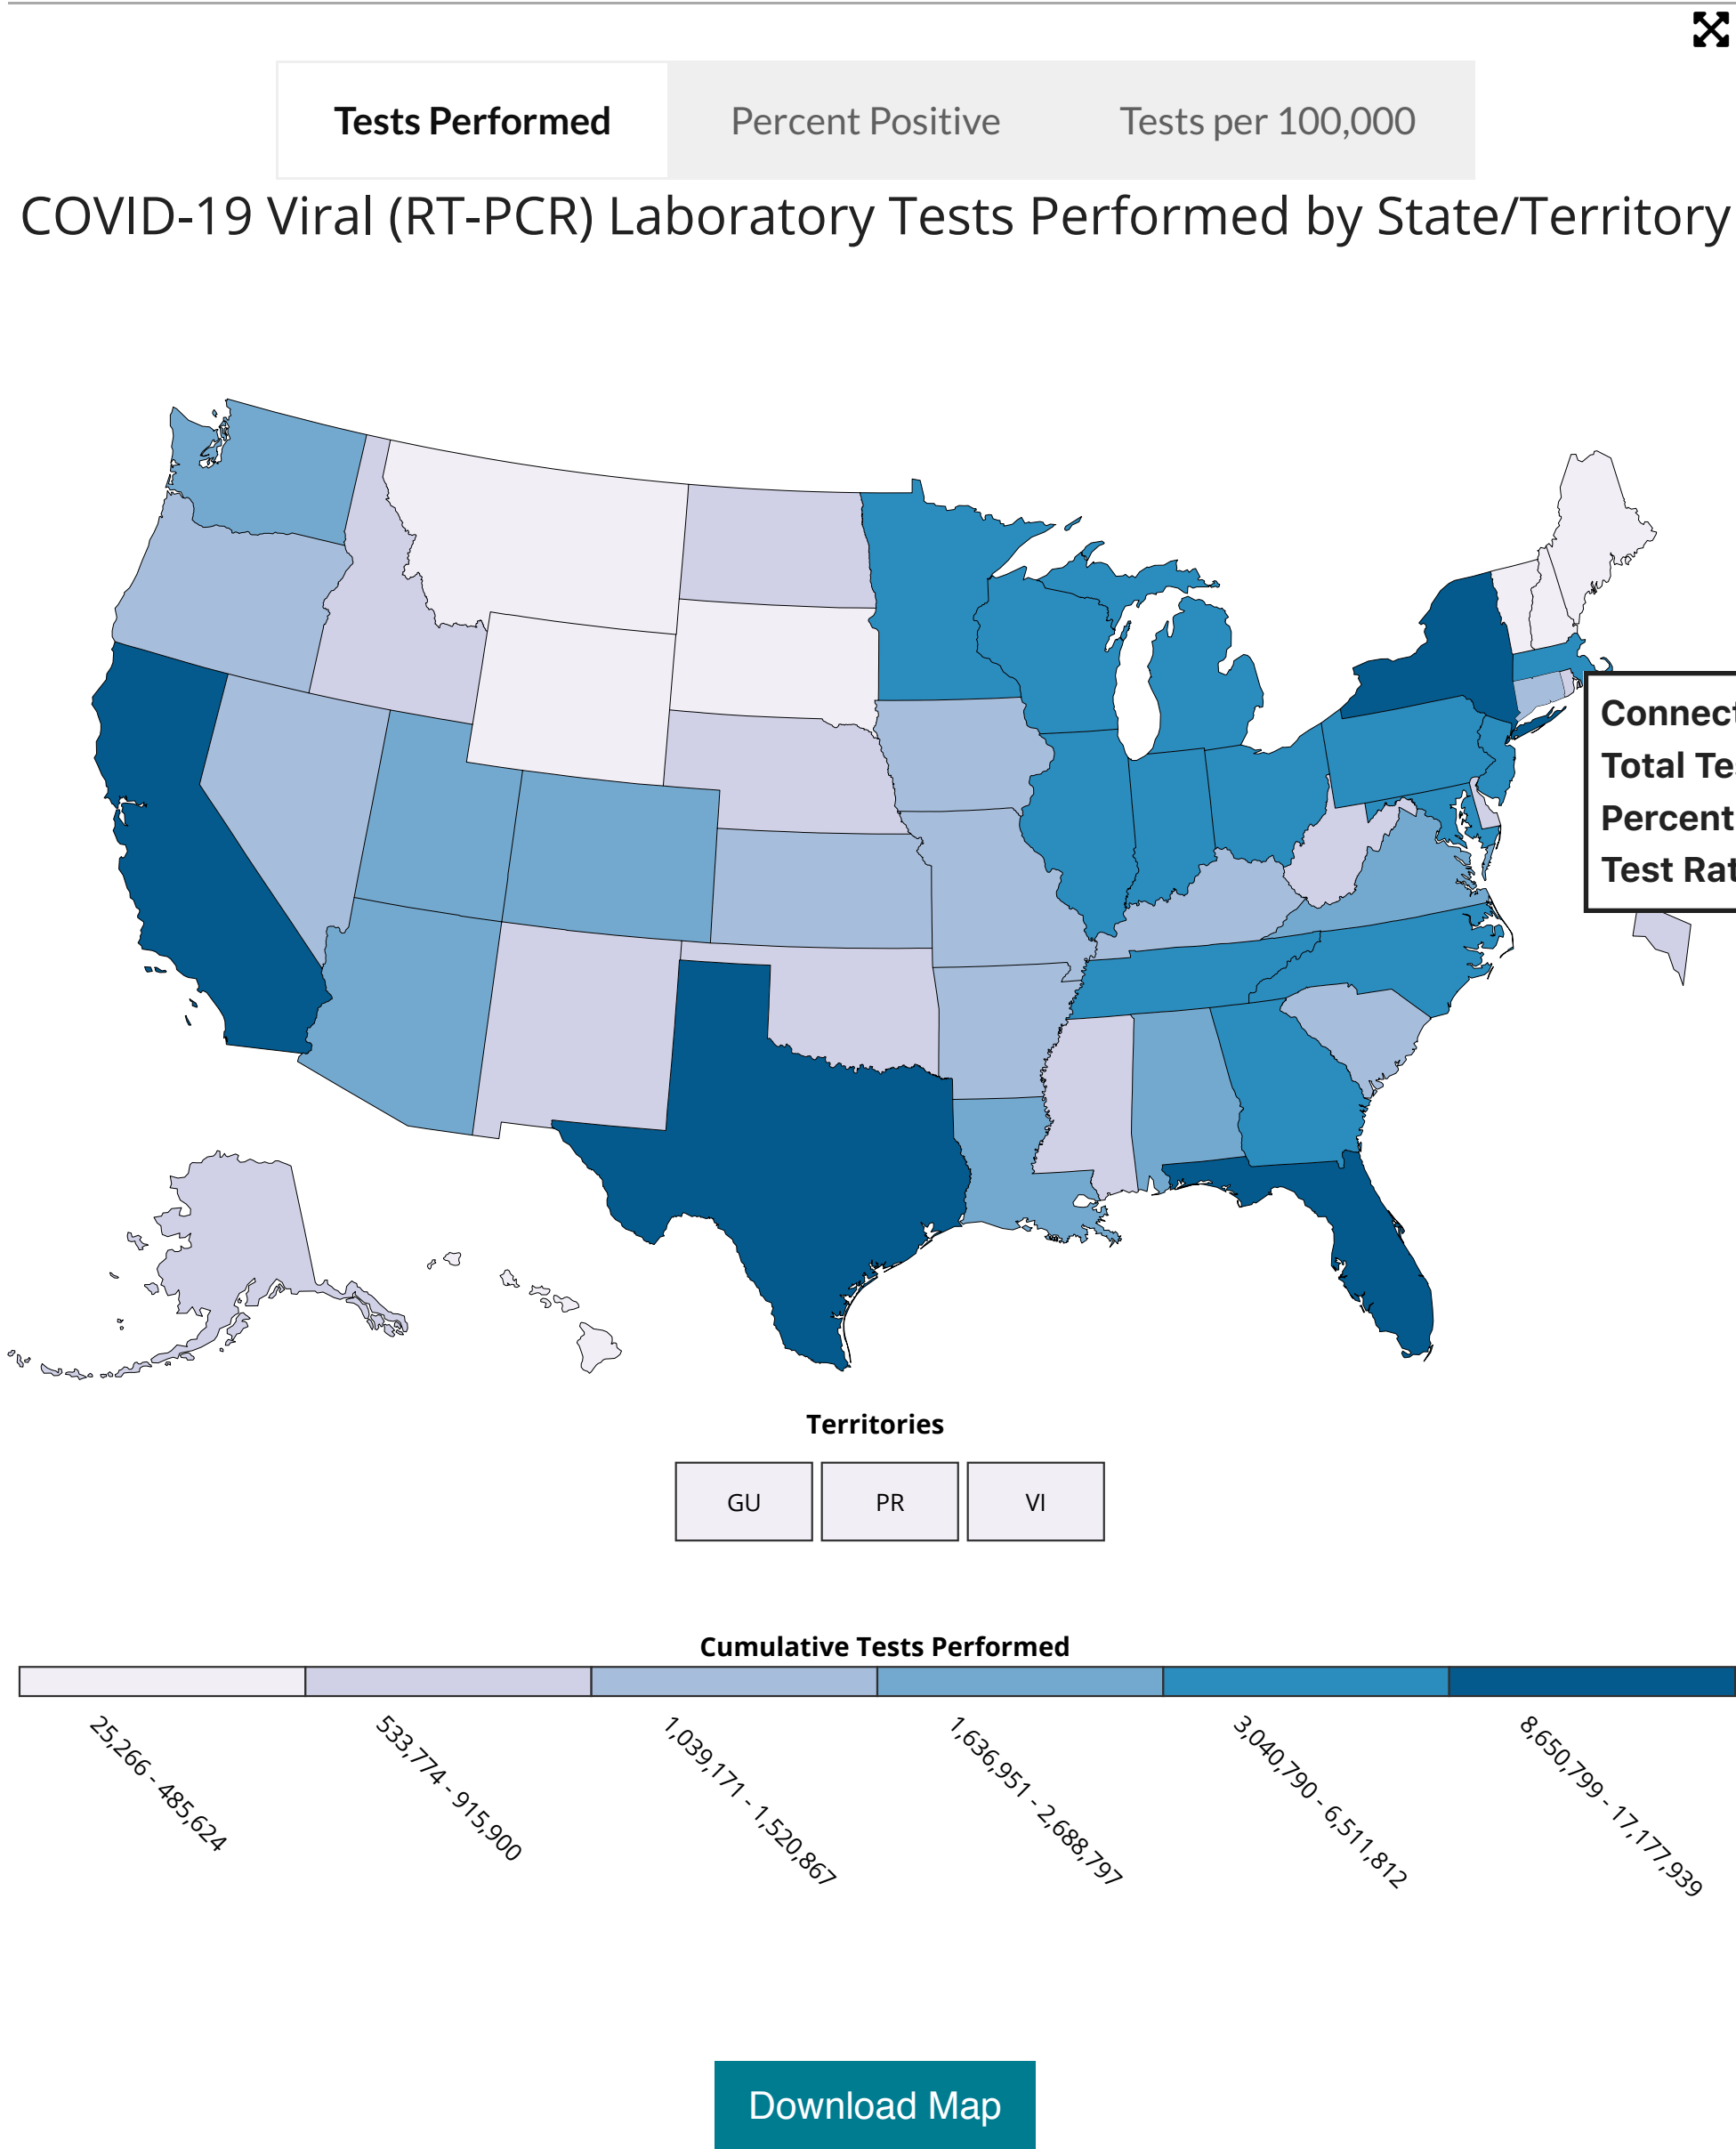 Tests Performed Percent Positive Tests per 100,000
COVID-19 Viral (RT-PCR) Laboratory Tests Performed by State/Territory
Total
Percent
Test
Territories
GU PR VI
Cumulative Tests Performed
25,266 - 485,624
533,774 - 915,900
1,039,171 - 1,520,867
1,636,951 - 2,688,797
3,040,790 - 6,511,812
8,650,799 - 17,177,939
Download Map